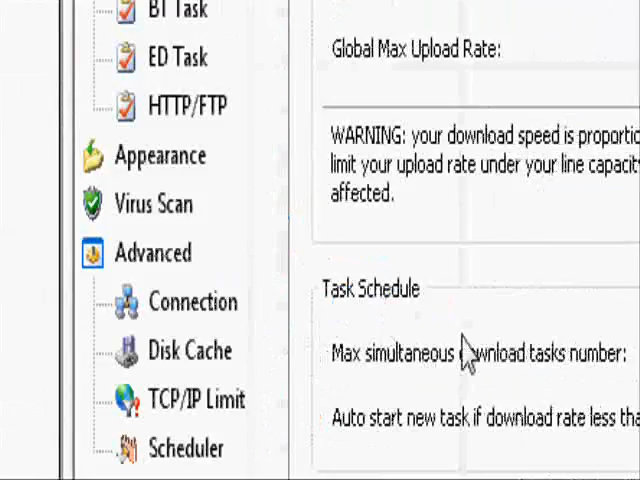 BT Task
ED Task
HTTP/FTP
Appearance
Virus Scan
Advanced
Connection
Disk Cache
TCP/IP Limit
Scheduler
Global Max Upload Rate:
WARNING: your download speed is proportio
limit your upload rate under your line capacity
affected.
Task Schedule
Max simultaneous download tasks number:
Auto start new task if download rate less tha